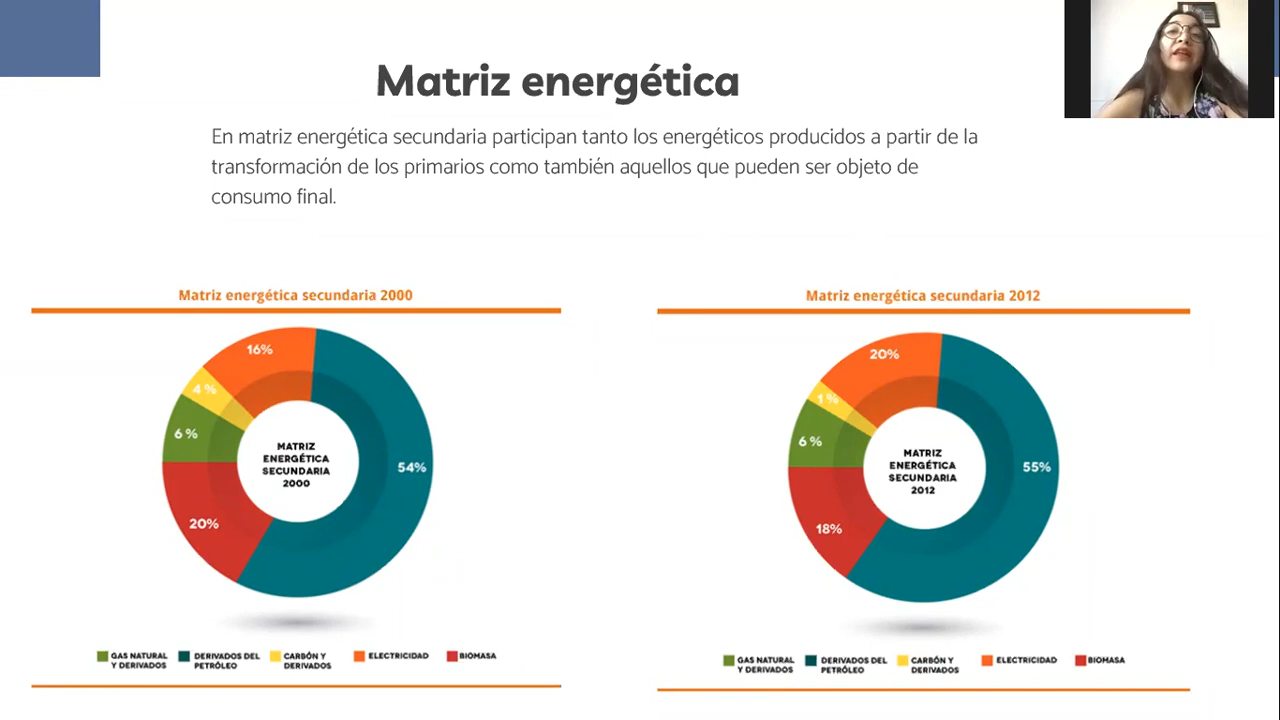 Matriz energética
En matriz energética secundaria participan tanto los energéticos producidos a partir de la
transformación de los primarios como también aquellos que pueden ser objeto de
consumo final.
Matriz energética secundaria 2000
16%
4 %
6 %
54%
20%
MATRIZ
ENERGÉTICA
SECUNDARIA
2000
GAS NATURAL
Y DERIVADOS
DERIVADOS DEL
PETRÓLEO
CARBÓN Y
DERIVADOS
ELECTRICIDAD
BIOMASA
Matriz energética secundaria 2012
20%
1 %
6 %
55%
18%
MATRIZ
ENERGÉTICA
SECUNDARIA
2012
GAS NATURAL
Y DERIVADOS
DERIVADOS DEL
PETRÓLEO
CARBÓN Y
DERIVADOS
ELECTRICIDAD
BIOMASA